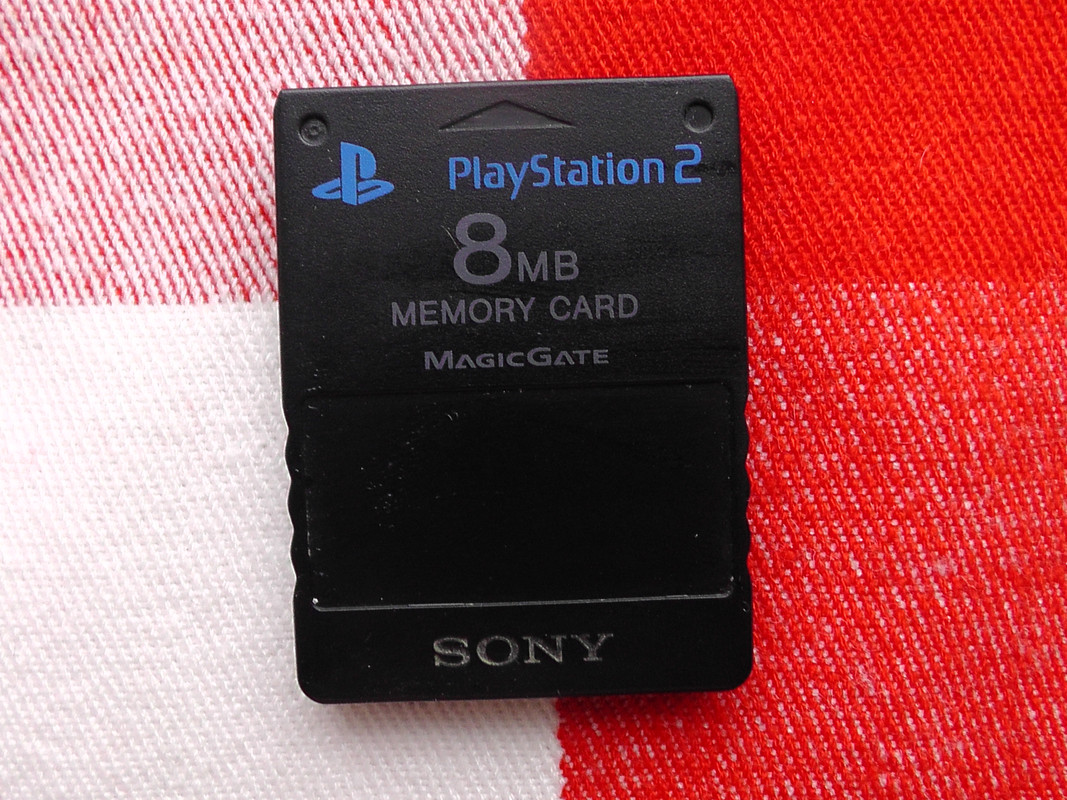 PlayStation 2
8MB
MEMORY CARD
MAGICGATE
SONY